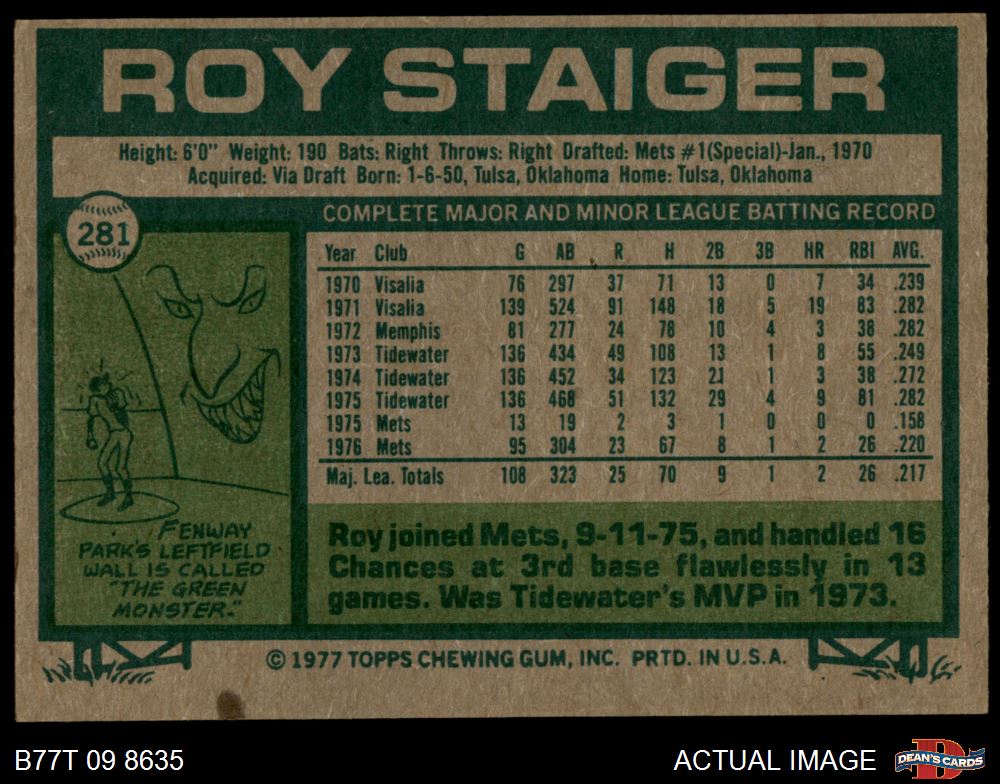 ROY STAIGER
Height: 6'0" Weight: 190 Bats: Right Throws: Right Drafted: Mets #1(Special)-Jan., 1970
Acquired: Via Draft Born: 1-6-50, Tulsa, Oklahoma Home: Tulsa, Oklahoma
281
COMPLETE MAJOR AND MINOR LEAGUE BATTING RECORD
Year Club G AB R H 2B 3B HR RBI AVG.
1970 Visalia 76 297 37 71 13 0 7 34 .239
1971 Visalia 139 524 91 148 18 5 19 83 .282
1972 Memphis 81 277 24 78 10 4 3 38 .282
1973 Tidewater 136 434 49 108 13 1 8 55 .249
1974 Tidewater 136 452 34 123 21 1 3 38 .272
1975 Tidewater 136 468 51 132 29 4 9 81 .282
1975 Mets 13 19 2 3 1 0 0 0 .158
1976 Mets 95 304 23 67 8 1 2 26 .220
Maj. Lea. Totals 108 323 25 70 9 1 2 26 .217
FENWAY
PARK'S LEFTFIELD
WALL IS CALLED
"THE GREEN
MONSTER."
Roy joined Mets, 9-11-75, and handled 16
Chances at 3rd base flawlessly in 13
games. Was Tidewater's MVP in 1973.
© 1977 TOPPS CHEWING GUM, INC. PRTD. IN U.S.A.
B77T 09 8635
ACTUAL IMAGE
DEAN'S CARDS